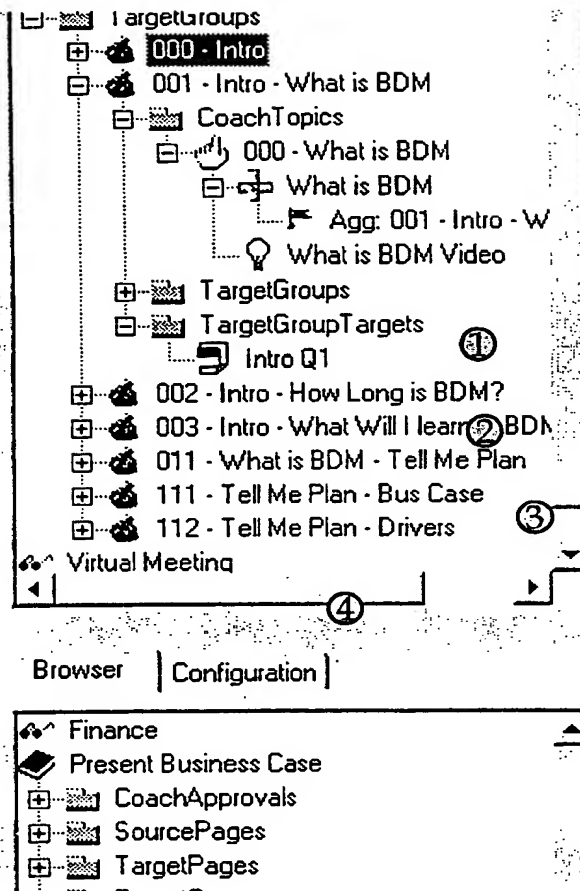 TargetGroups
000 - Intro
001 - Intro - What is BDM
CoachTopics
000 - What is BDM
What is BDM
Agg: 001 - Intro - W
What is BDM Video
TargetGroups
TargetGroupTargets
①
Intro Q1
002 - Intro - How Long is BDM?
003 - Intro - What Will I learn ② BDM
011 - What is BDM - Tell Me Plan
111 - Tell Me Plan - Bus Case
112 - Tell Me Plan - Drivers ③
Virtual Meeting
④
Browser Configuration
Finance
Present Business Case
CoachApprovals
SourcePages
TargetPages